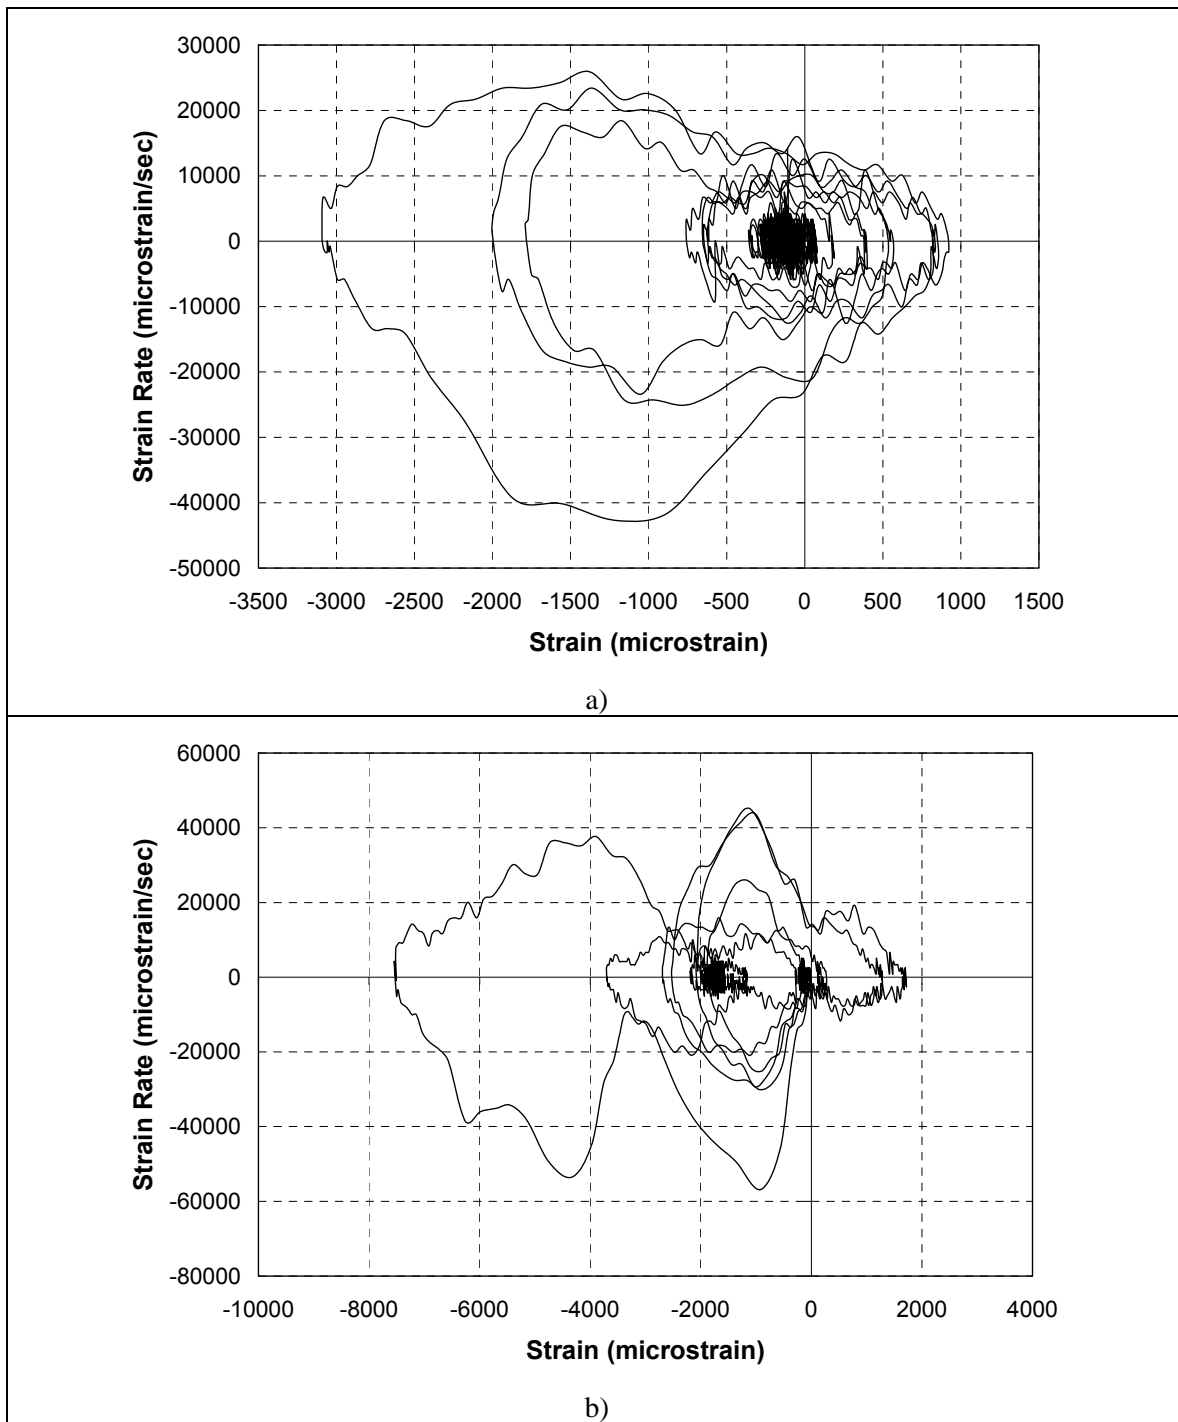 30000
20000
10000
0
-10000
-20000
-30000
-40000
-50000
Strain Rate (microstrain/sec)
-3500 -3000 -2500 -2000 -1500 -1000 -500 0 500 1000 1500
Strain (microstrain)
a)
60000
40000
20000
0
-20000
-40000
-60000
-80000
Strain Rate (microstrain/sec)
-10000 -8000 -6000 -4000 -2000 0 2000 4000
Strain (microstrain)
b)